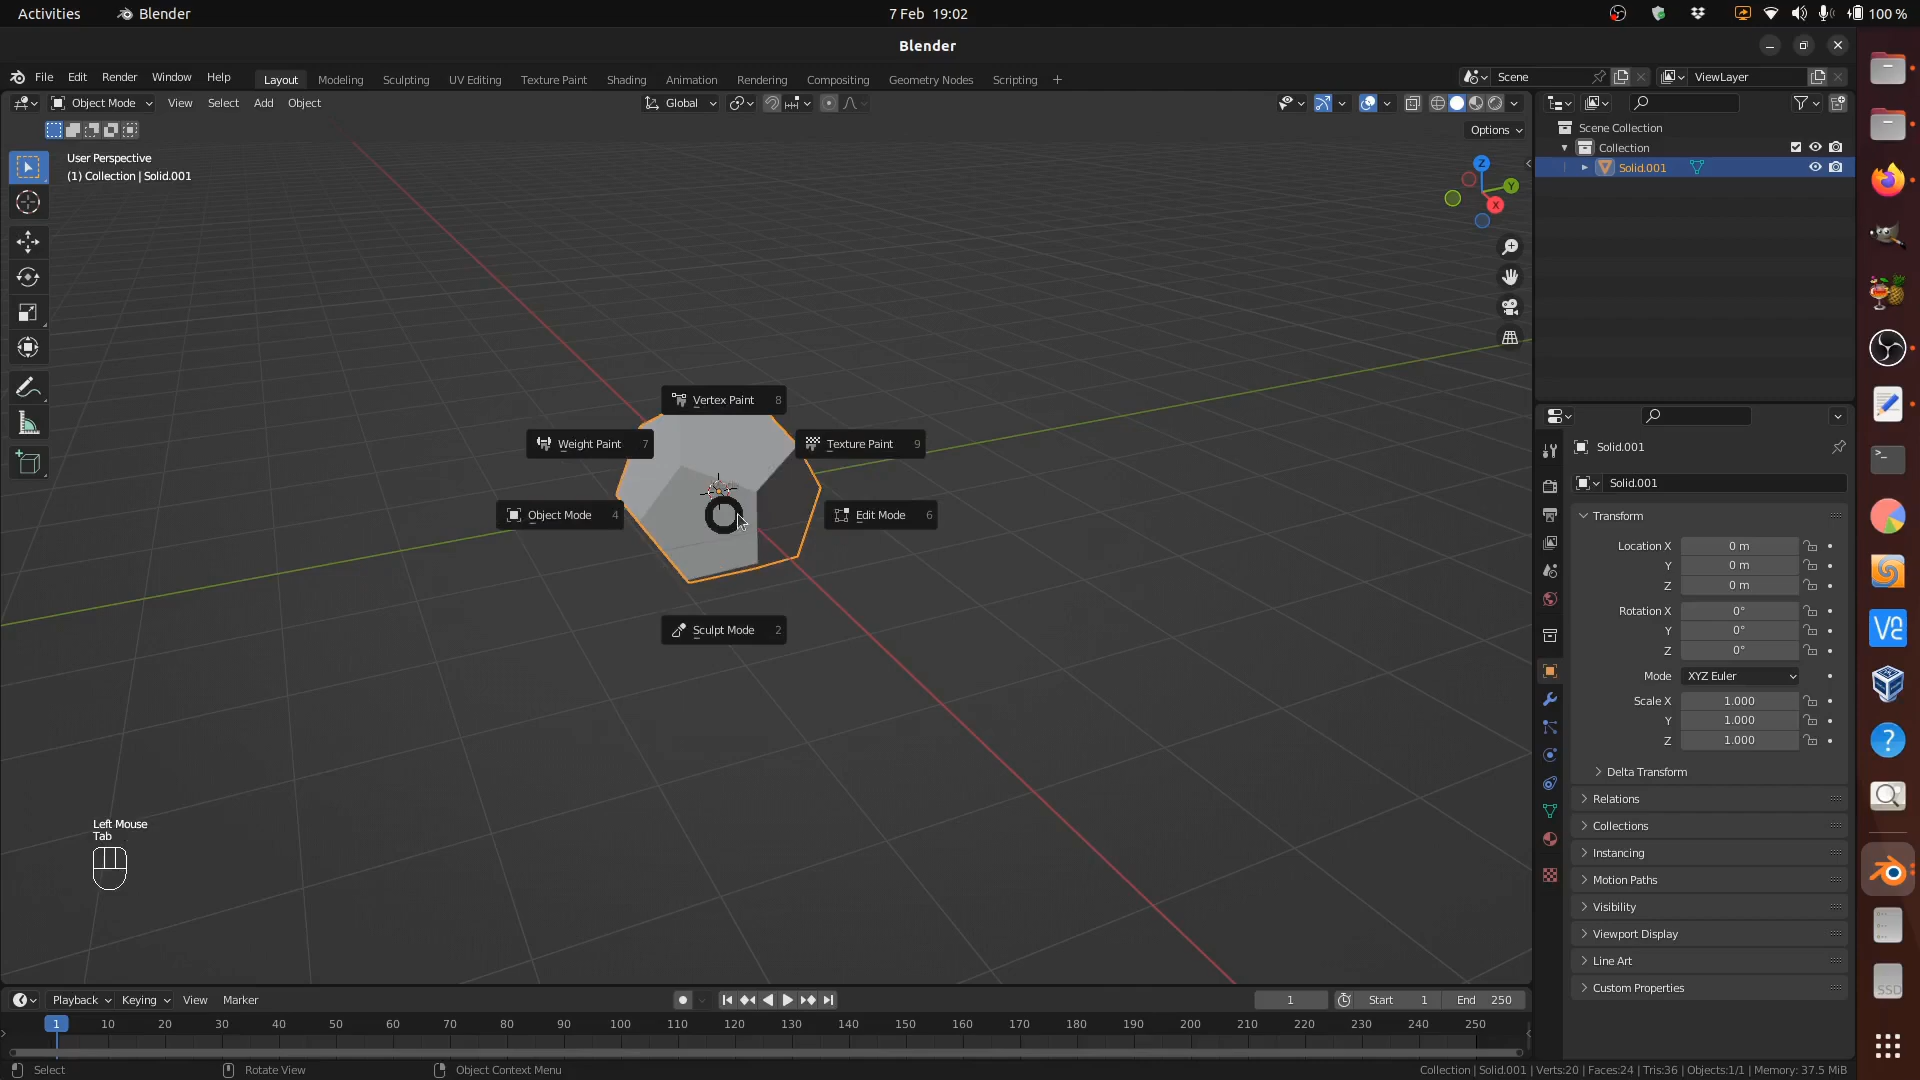 Activities Blender 7 Feb 19:02 100 %
Blender
File Edit Render Window Help Layout Modeling Sculpting UV Editing Texture Paint Shading Animation Rendering Compositing Geometry Nodes Scripting + Scene ViewLayer
Object Mode View Select Add Object Global
Options
User Perspective
(1) Collection | Solid.001
Z
Y
X
Scene Collection
Collection
Solid.001
Vertex Paint 8
Weight Paint 7
Texture Paint 9
Object Mode 4
Edit Mode 6
Sculpt Mode 2
Solid.001
Solid.001
Transform
Location X 0 m
Y 0 m
Z 0 m
Rotation X 0°
Y 0°
Z 0°
Mode XYZ Euler
Scale X 1.000
Y 1.000
Z 1.000
Delta Transform
Relations
Collections
Instancing
Motion Paths
Visibility
Viewport Display
Line Art
Custom Properties
Left Mouse
Tab
Playback Keying View Marker 1 Start 1 End 250
1 10 20 30 40 50 60 70 80 90 100 110 120 130 140 150 160 170 180 190 200 210 220 230 240 250
Select Rotate View Object Context Menu Collection | Solid.001 | Verts:20 | Faces:24 | Tris:36 | Objects:1/1 | Memory: 37.5 MiB
V2
?
SSD